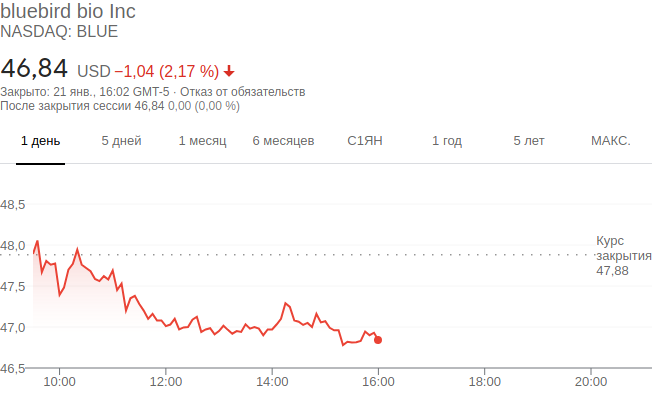 bluebird bio Inc
NASDAQ: BLUE
46,84 USD −1,04 (2,17 %)
Закрыто: 21 янв., 16:02 GMT-5 · Отказ от обязательств
После закрытия сессии 46,84 0,00 (0,00 %)
1 день 5 дней 1 месяц 6 месяцев С1ЯН 1 год 5 лет МАКС.
48,5
48,0
47,5
47,0
46,5
Курс
закрытия
47,88
10:00 12:00 14:00 16:00 18:00 20:00